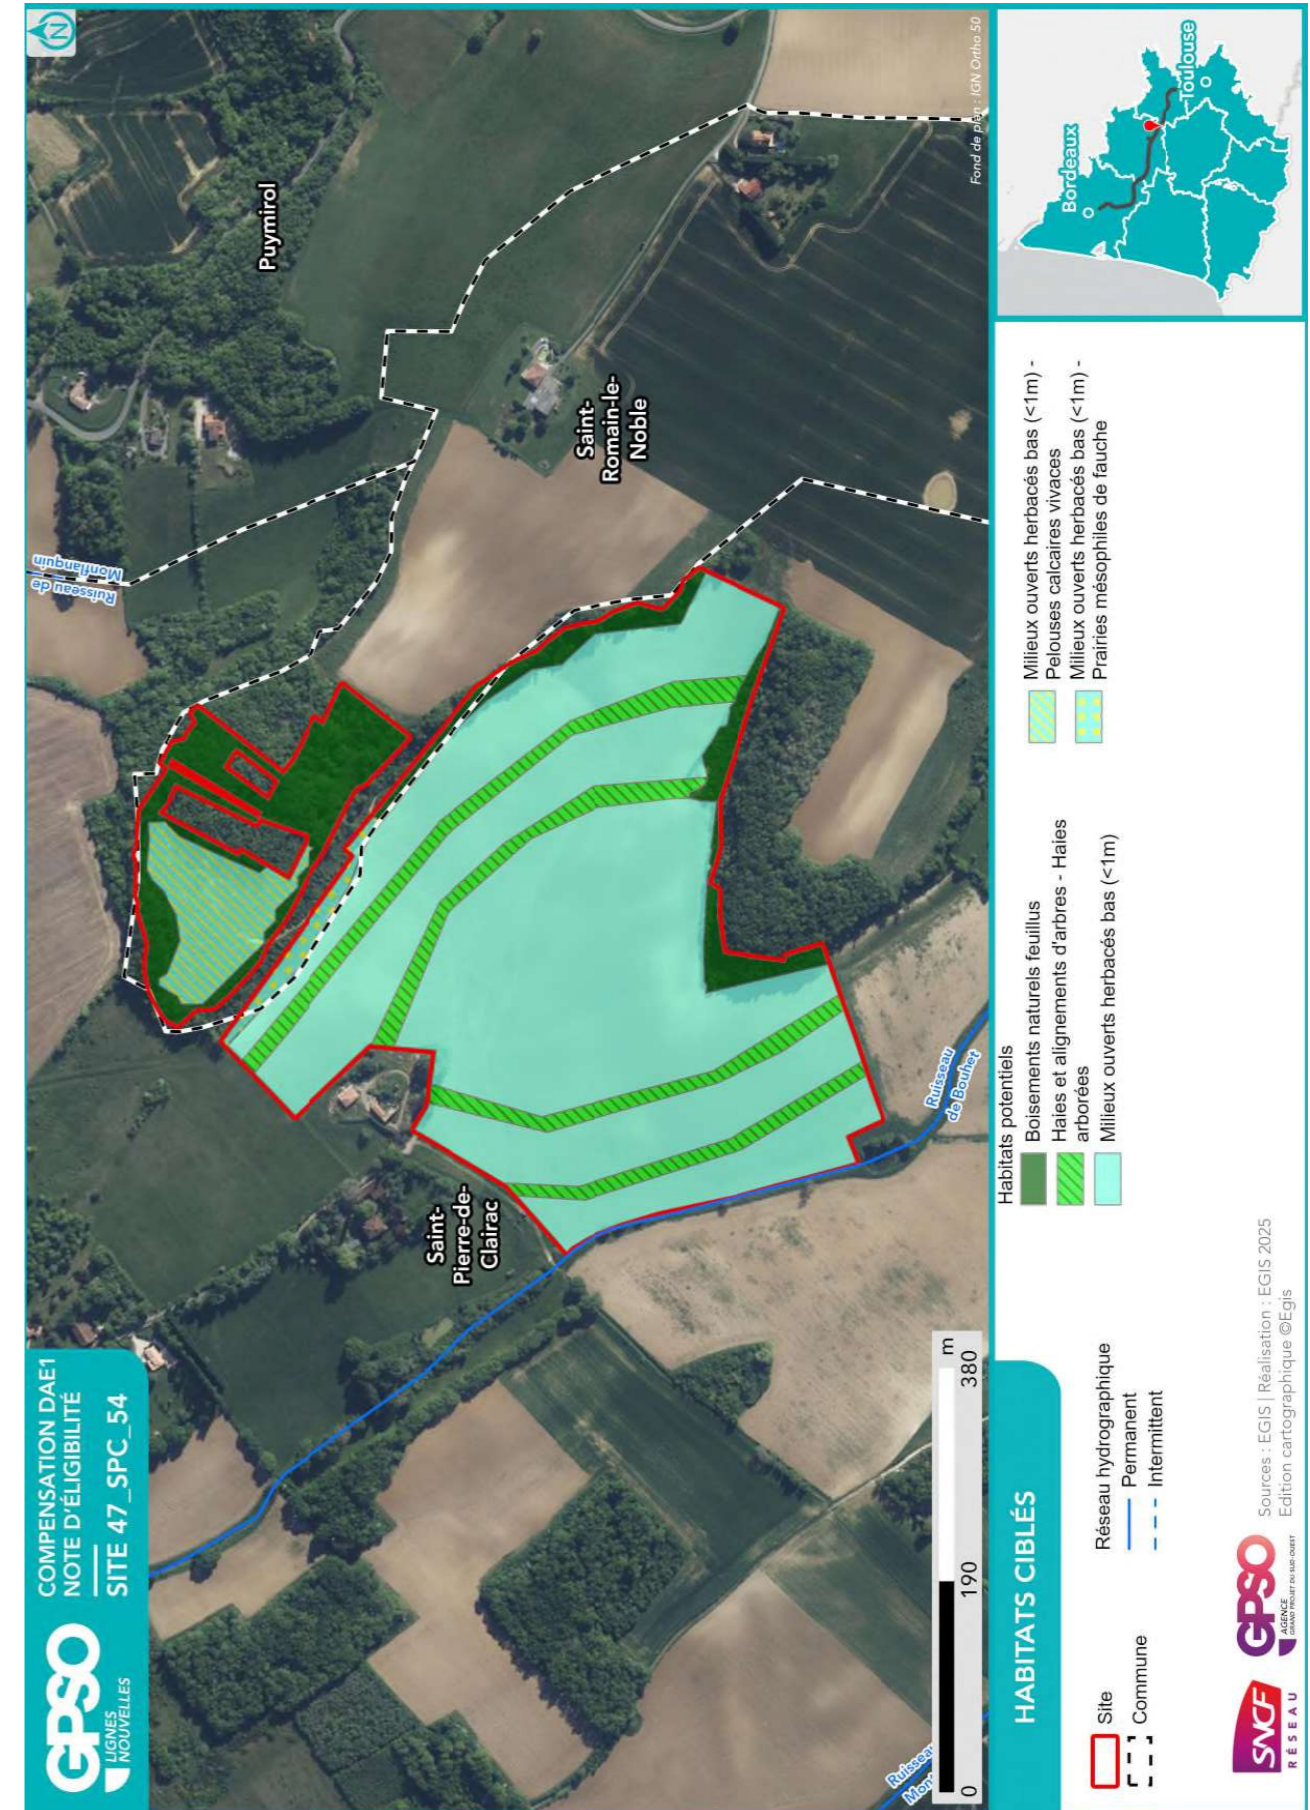 GPSO
LIGNES
NOUVELLES
COMPENSATION DAE1
NOTE D'ÉLIGIBILITÉ
SITE 47_SPC_54
N
Puymirol
Ruisseau de
Monflanquin
Saint-
Romain-le-
Noble
Saint-
Pierre-de-
Clairac
Ruisseau
de Bouhet
Fond de plan : IGN Ortho 50
0 190 380 m
HABITATS CIBLÉS
Site
Commune
Réseau hydrographique
Permanent
Intermittent
Habitats potentiels
Boisements naturels feuillus
Haies et alignements d'arbres - Haies
arborées
Milieux ouverts herbacés bas (<1m)
Milieux ouverts herbacés bas (<1m) -
Pelouses calcaires vivaces
Milieux ouverts herbacés bas (<1m) -
Prairies mésophiles de fauche
Bordeaux
Toulouse
SNCF
RÉSEAU
AGENCE
GPSO
GRAND PROJET DU SUD-OUEST
Sources : EGIS | Réalisation : EGIS 2025
Edition cartographique ©Egis